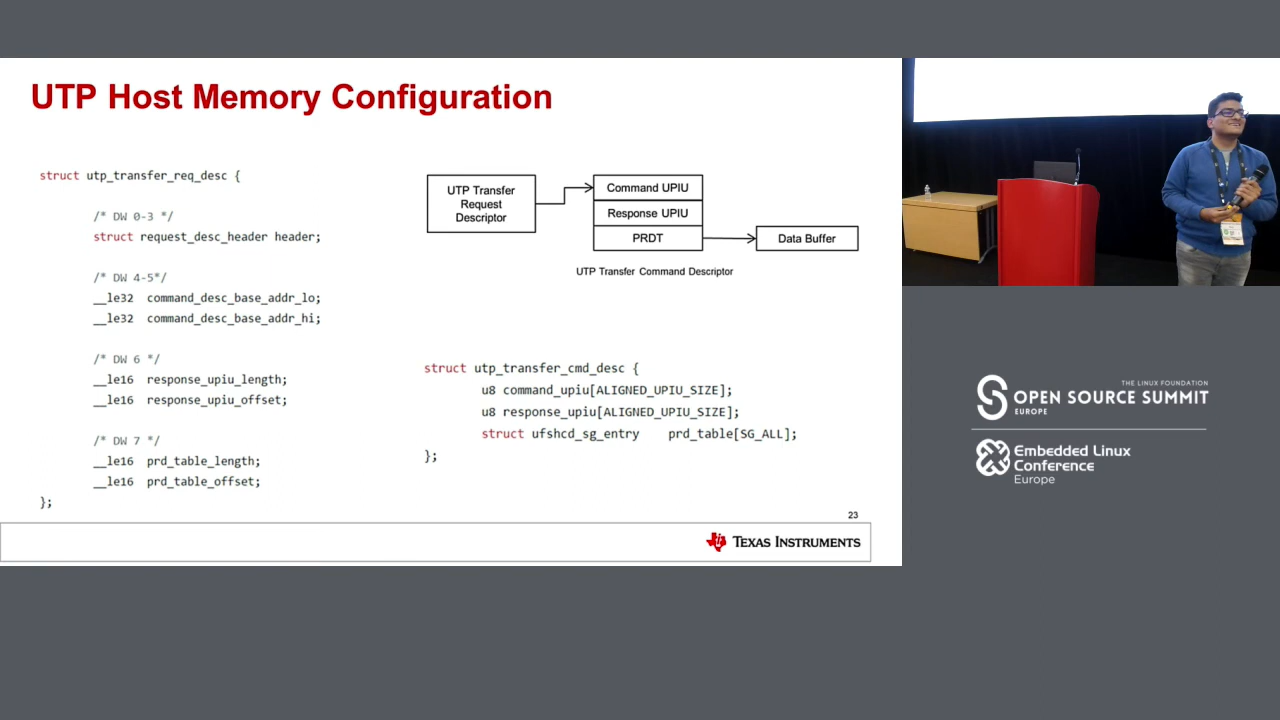 UTP Host Memory Configuration
struct utp_transfer_req_desc {
/* DW 0-3 */
struct request_desc_header header;
/* DW 4-5*/
__le32 command_desc_base_addr_lo;
__le32 command_desc_base_addr_hi;
/* DW 6 */
__le16 response_upiu_length;
__le16 response_upiu_offset;
/* DW 7 */
__le16 prd_table_length;
__le16 prd_table_offset;
};
UTP Transfer
Request
Descriptor
Command UPIU
Response UPIU
PRDT
Data Buffer
UTP Transfer Command Descriptor
struct utp_transfer_cmd_desc {
u8 command_upiu[ALIGNED_UPIU_SIZE];
u8 response_upiu[ALIGNED_UPIU_SIZE];
struct ufshcd_sg_entry prd_table[SG_ALL];
};
23
TEXAS INSTRUMENTS
THE LINUX FOUNDATION
OPEN SOURCE SUMMIT
EUROPE
Embedded Linux
Conference
Europe